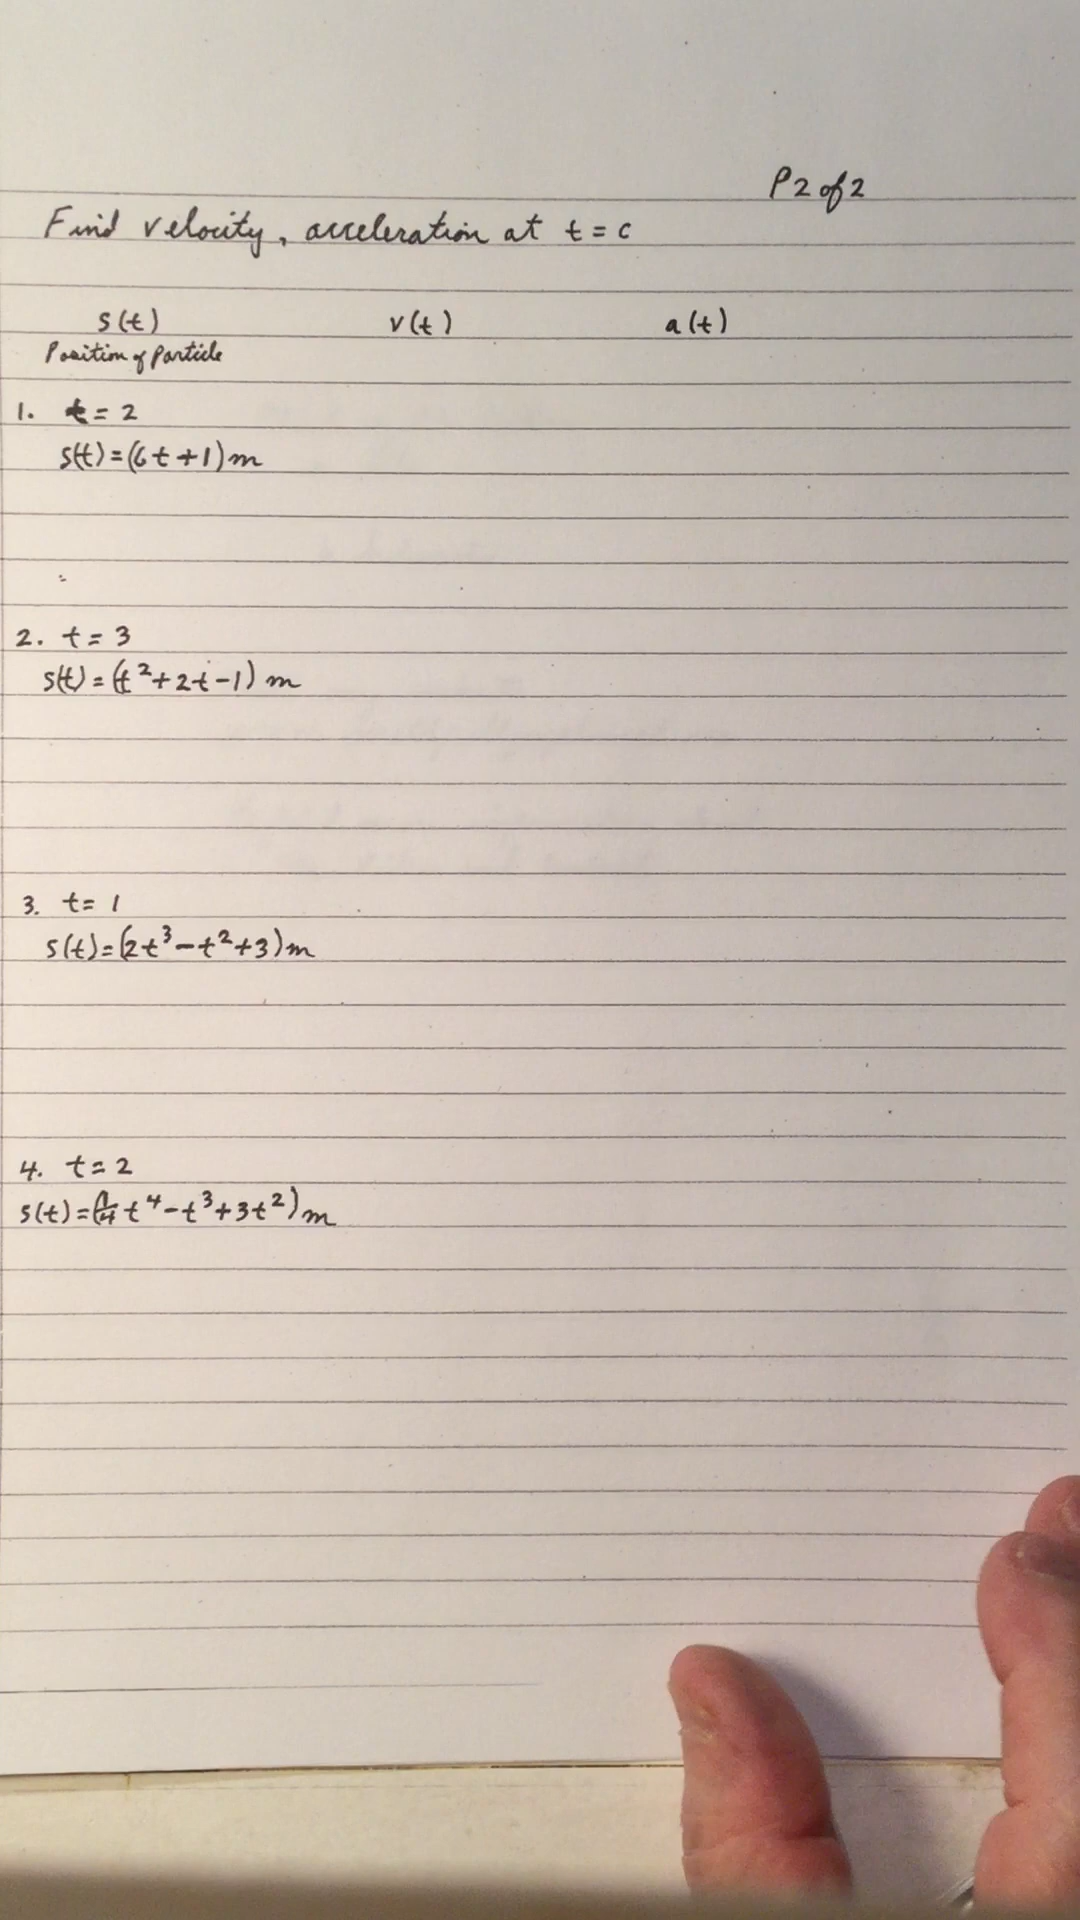 P2 of 2
Find velocity, acceleration at t = c
s(t) v(t) a(t)
Position of Particle
1. t = 2
s(t) = (6t + 1) m
2. t = 3
s(t) = (t² + 2t - 1) m
3. t = 1
s(t) = (2t³ - t² + 3) m
4. t = 2
s(t) = (1/4 t⁴ - t³ + 3t²) m